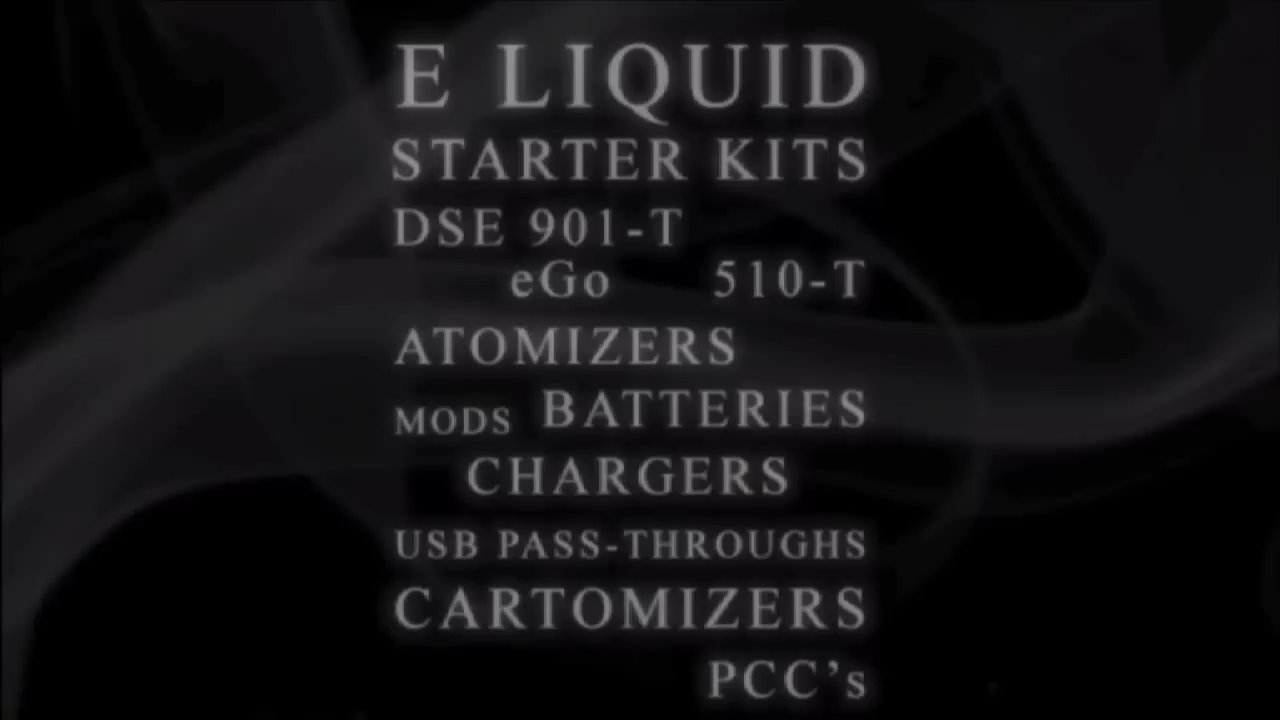 E LIQUID
STARTER KITS
DSE 901-T
eGo 510-T
ATOMIZERS
MODS BATTERIES
CHARGERS
USB PASS-THROUGHS
CARTOMIZERS
PCC's